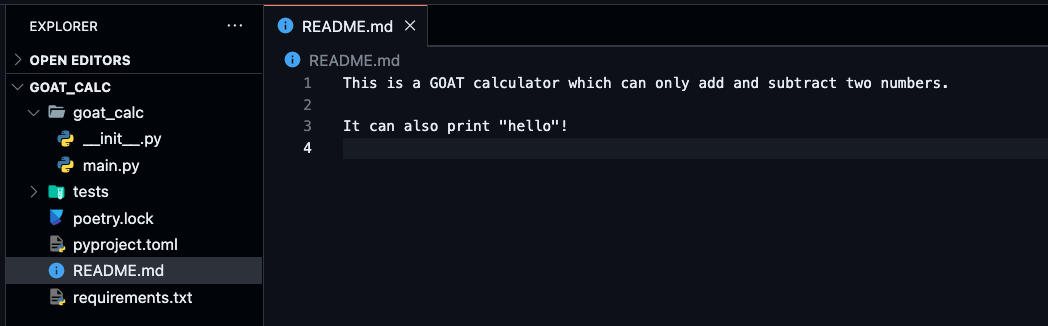 EXPLORER
OPEN EDITORS
GOAT_CALC
goat_calc
__init__.py
main.py
tests
poetry.lock
pyproject.toml
README.md
requirements.txt
README.md
README.md
1 This is a GOAT calculator which can only add and subtract two numbers.
2
3 It can also print "hello"!
4